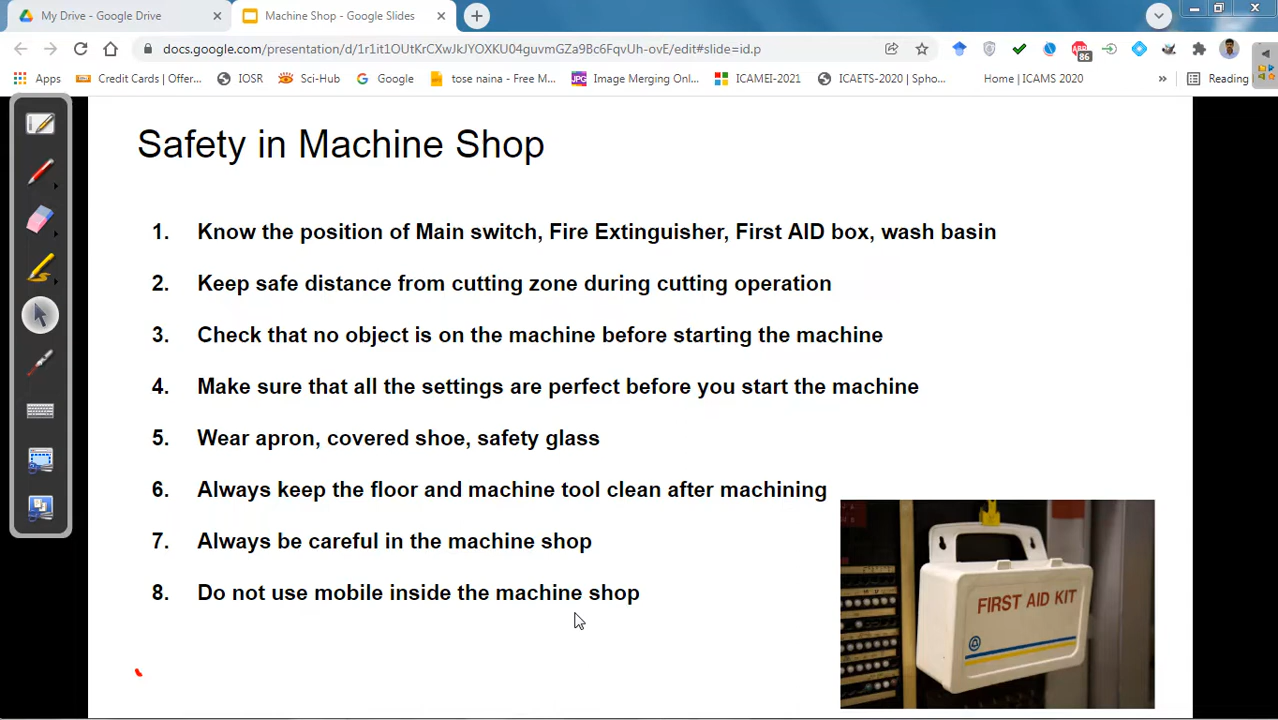 My Drive - Google Drive
Machine Shop - Google Slides
docs.google.com/presentation/d/1r1it1OUtKrCXwJkJYOXKU04guvmGZa9Bc6FqvUh-ovE/edit#slide=id.p
86
Apps
Credit Cards | Offer...
IOSR
Sci-Hub
Google
tose naina - Free M...
JPG
Image Merging Onl...
ICAMEI-2021
ICAETS-2020 | Spho...
Home | ICAMS 2020
»
Reading
Safety in Machine Shop
1. Know the position of Main switch, Fire Extinguisher, First AID box, wash basin
2. Keep safe distance from cutting zone during cutting operation
3. Check that no object is on the machine before starting the machine
4. Make sure that all the settings are perfect before you start the machine
5. Wear apron, covered shoe, safety glass
6. Always keep the floor and machine tool clean after machining
7. Always be careful in the machine shop
8. Do not use mobile inside the machine shop
FIRST AID KIT